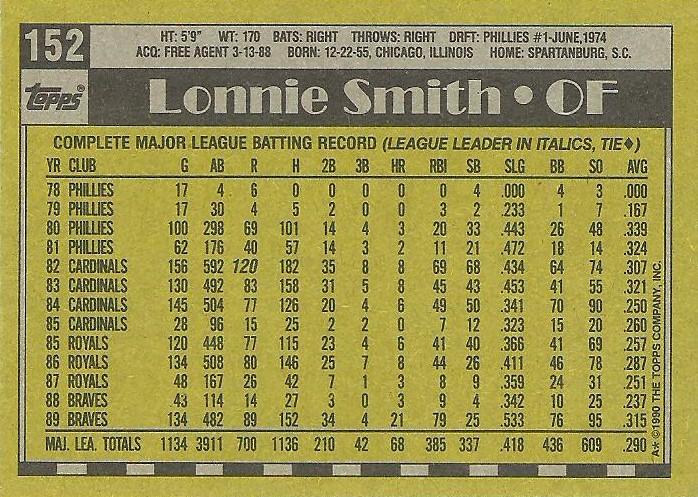 152
HT: 5'9" WT: 170 BATS: RIGHT THROWS: RIGHT DRFT: PHILLIES #1-JUNE, 1974
ACQ: FREE AGENT 3-13-88 BORN: 12-22-55, CHICAGO, ILLINOIS HOME: SPARTANBURG, S.C.
Topps® Lonnie Smith • OF
COMPLETE MAJOR LEAGUE BATTING RECORD (LEAGUE LEADER IN ITALICS, TIE♦)
YR CLUB G AB R H 2B 3B HR RBI SB SLG BB SO AVG
78 PHILLIES 17 4 6 0 0 0 0 0 4 .000 4 3 .000
79 PHILLIES 17 30 4 5 2 0 0 3 2 .233 1 7 .167
80 PHILLIES 100 298 69 101 14 4 3 20 33 .443 26 48 .339
81 PHILLIES 62 176 40 57 14 3 2 11 21 .472 18 14 .324
82 CARDINALS 156 592 120 182 35 8 8 69 68 .434 64 74 .307
83 CARDINALS 130 492 83 158 31 5 8 45 43 .453 41 55 .321
84 CARDINALS 145 504 77 126 20 4 6 49 50 .341 70 90 .250
85 CARDINALS 28 96 15 25 2 2 0 7 12 .323 15 20 .260
85 ROYALS 120 448 77 115 23 4 6 41 40 .366 41 69 .257
86 ROYALS 134 508 80 146 25 7 8 44 26 .411 46 78 .287
87 ROYALS 48 167 26 42 7 1 3 8 9 .359 24 31 .251
88 BRAVES 43 114 14 27 3 0 3 9 4 .342 10 25 .237
89 BRAVES 134 482 89 152 34 4 21 79 25 .533 76 95 .315
MAJ. LEA. TOTALS 1134 3911 700 1136 210 42 68 385 337 .418 436 609 .290
A* ©1990 THE TOPPS COMPANY, INC.